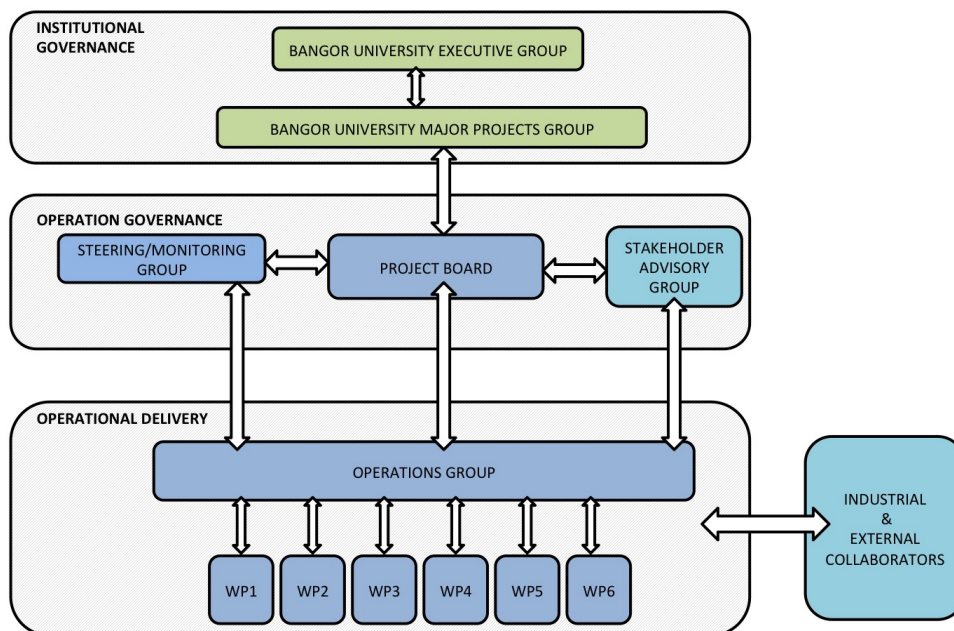 INSTITUTIONAL
GOVERNANCE
BANGOR UNIVERSITY EXECUTIVE GROUP
BANGOR UNIVERSITY MAJOR PROJECTS GROUP
OPERATION GOVERNANCE
STEERING/MONITORING
GROUP
PROJECT BOARD
STAKEHOLDER
ADVISORY
GROUP
OPERATIONAL DELIVERY
OPERATIONS GROUP
INDUSTRIAL
&
EXTERNAL
COLLABORATORS
WP1
WP2
WP3
WP4
WP5
WP6